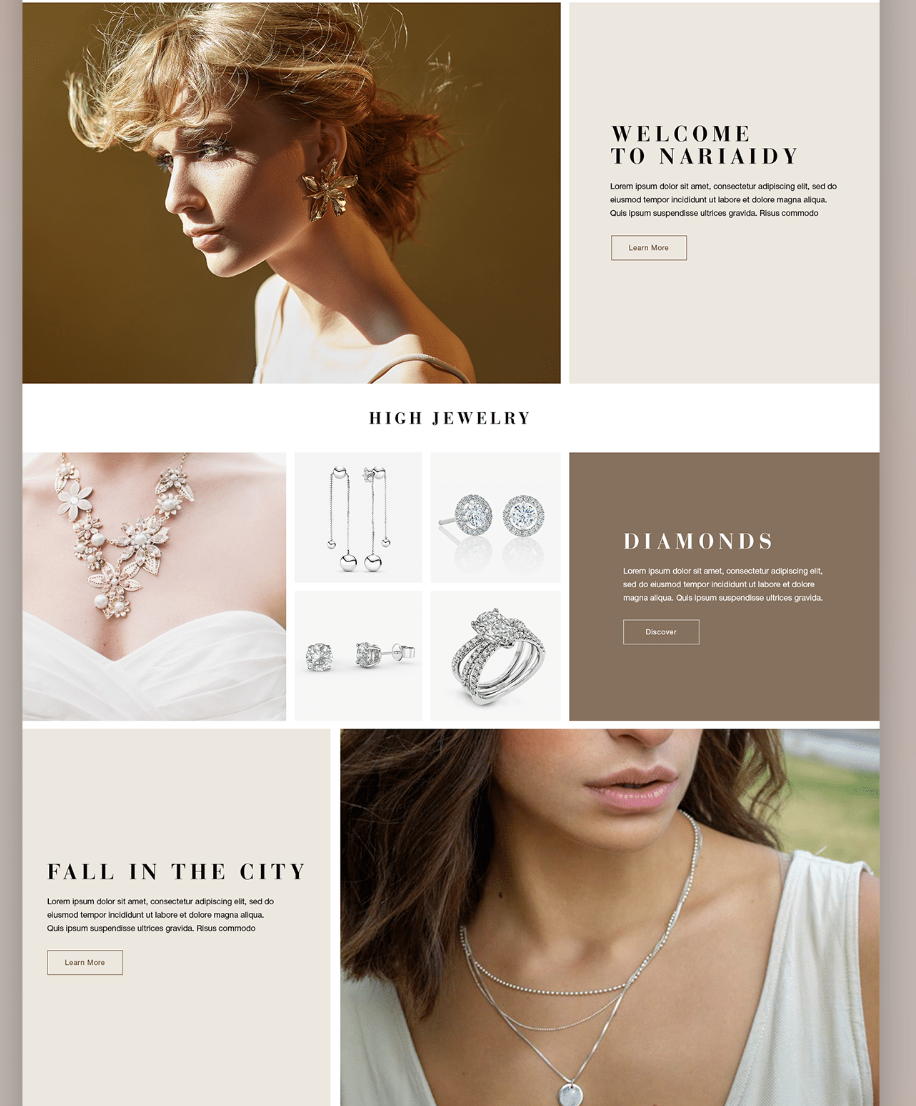 WELCOME
TO NARIAIDY
Lorem ipsum dolor sit amet, consectetur adipiscing elit, sed do
eiusmod tempor incididunt ut labore et dolore magna aliqua.
Quis ipsum suspendisse ultrices gravida. Risus commodo
Learn More
HIGH JEWELRY
DIAMONDS
Lorem ipsum dolor sit amet, consectetur adipiscing elit,
sed do eiusmod tempor incididunt ut labore et dolore
magna aliqua. Quis ipsum suspendisse ultrices gravida.
Discover
FALL IN THE CITY
Lorem ipsum dolor sit amet, consectetur adipiscing elit, sed do
eiusmod tempor incididunt ut labore et dolore magna aliqua.
Quis ipsum suspendisse ultrices gravida. Risus commodo
Learn More